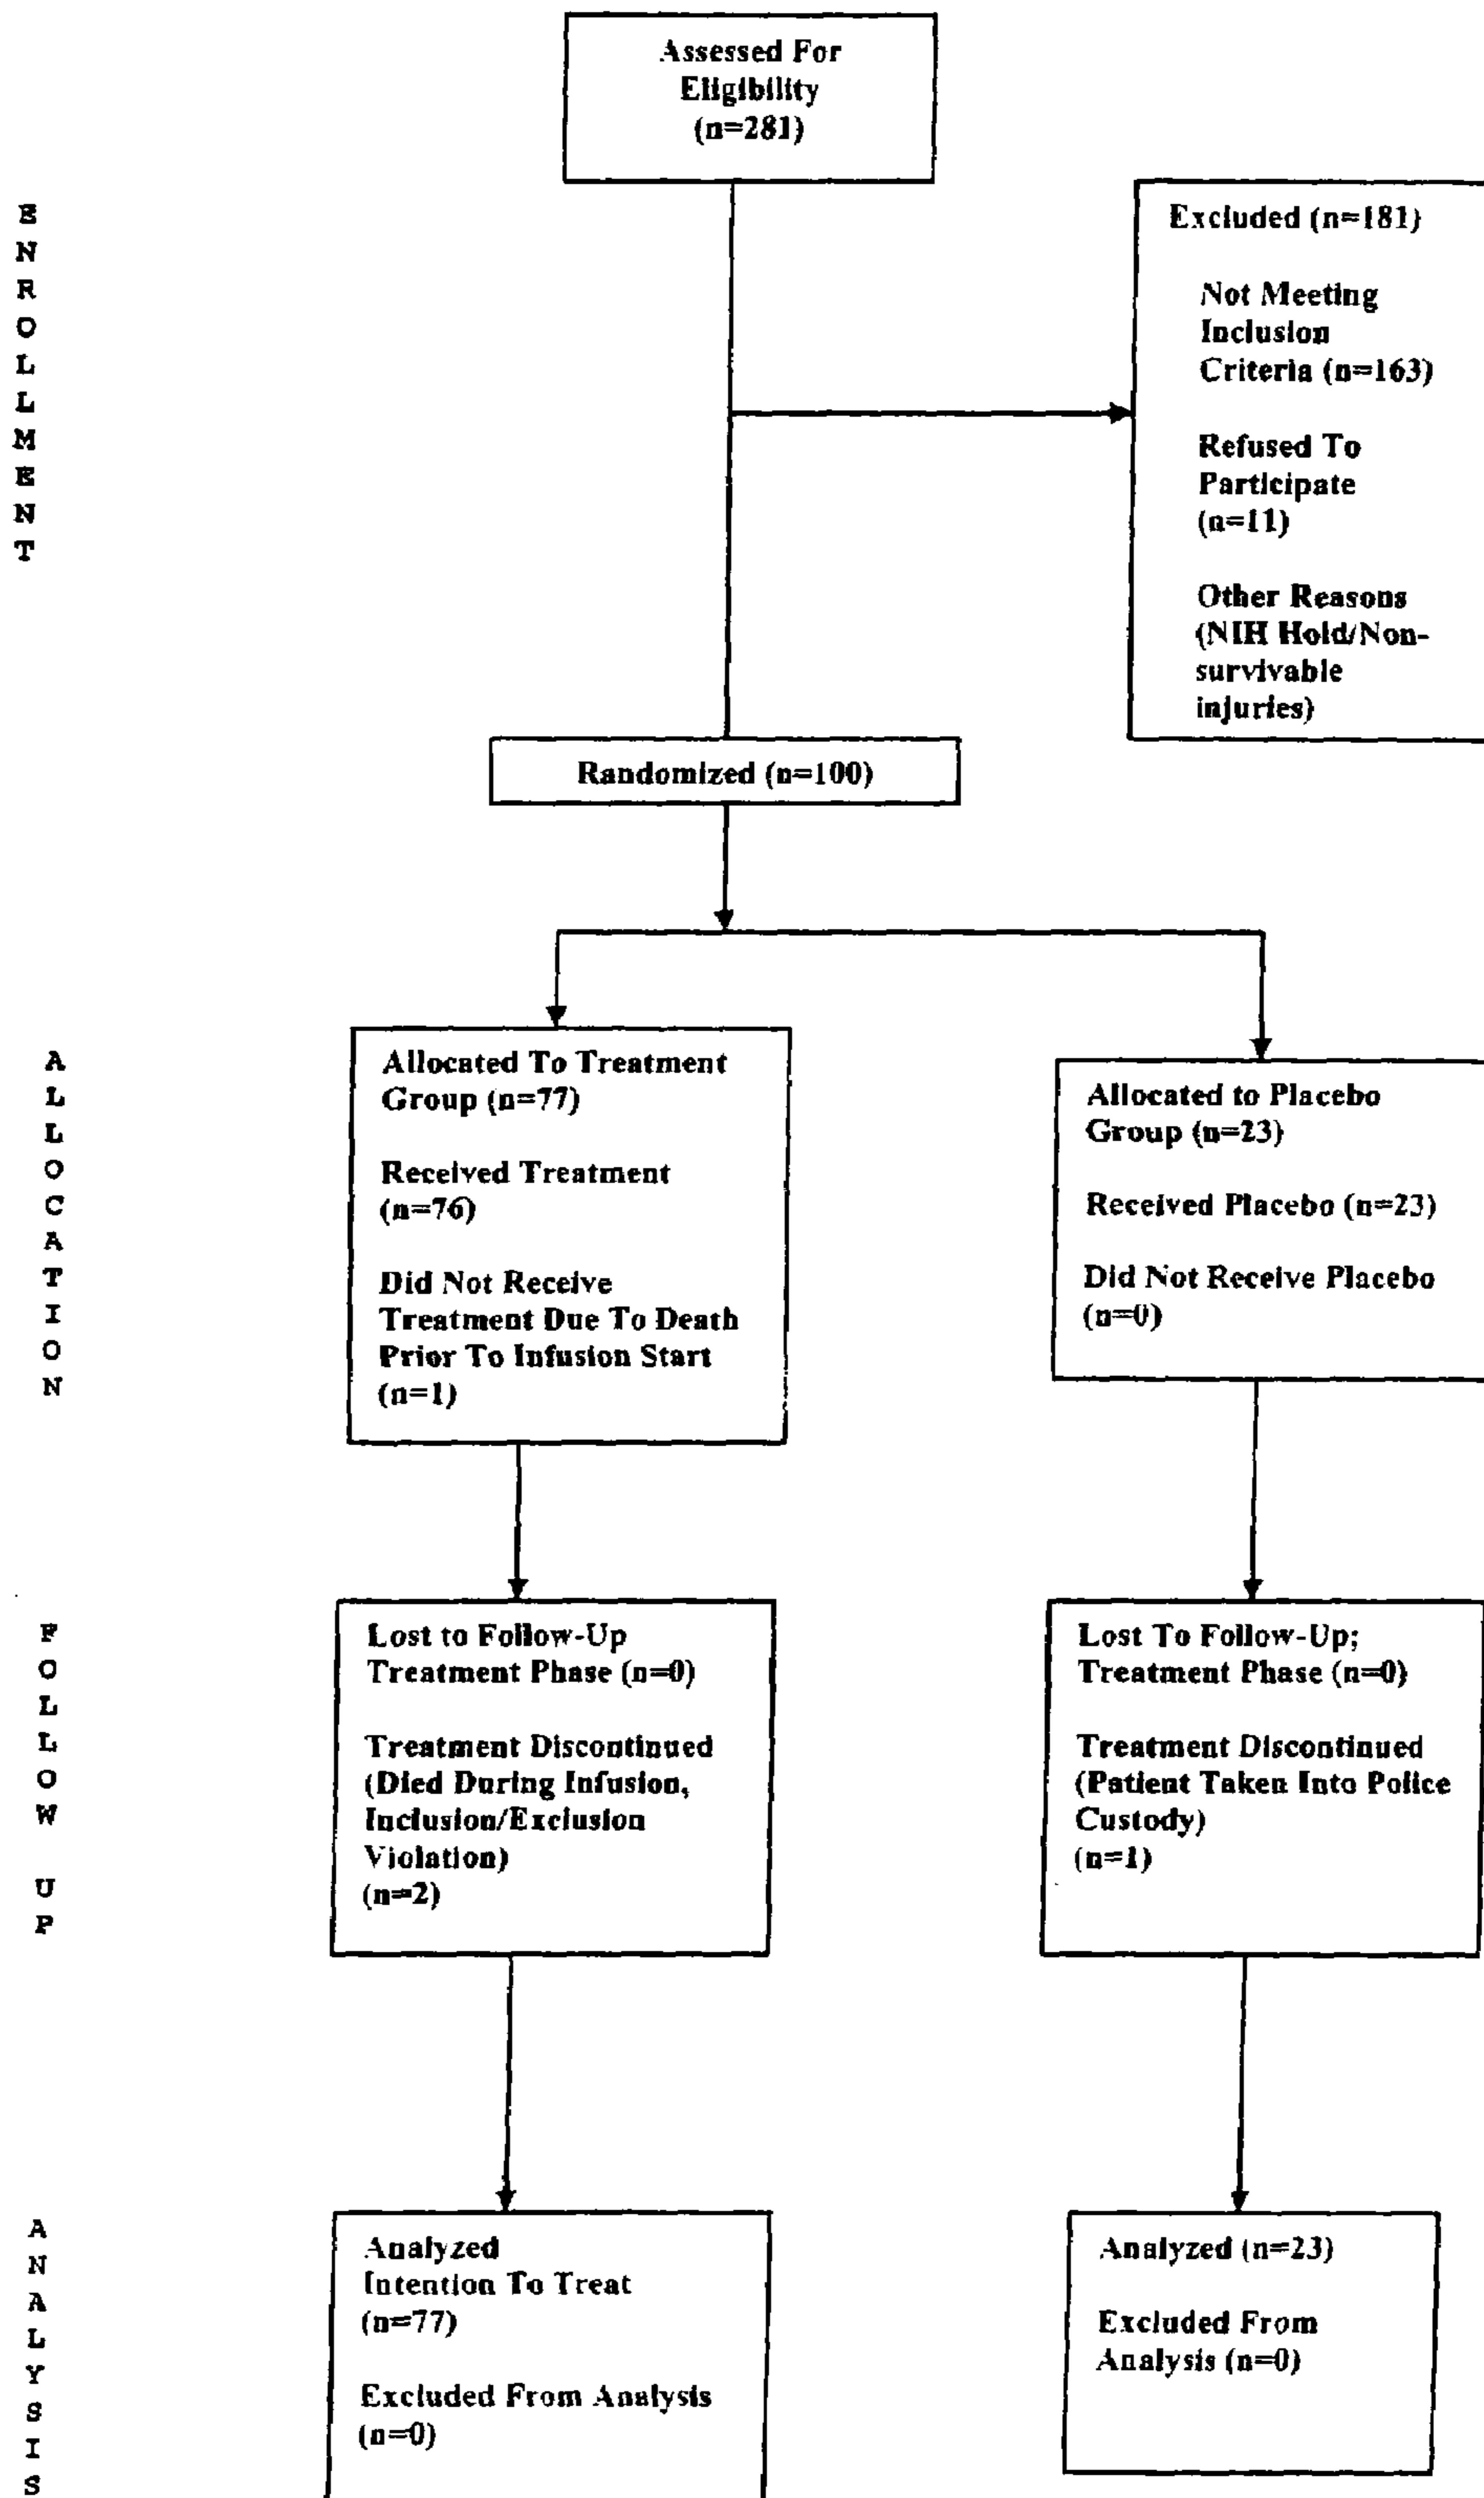 Assessed For
Eligibility
(n=281)
ENROLLMENT
Excluded (n=181)
Not Meeting
Inclusion
Criteria (n=163)
Refused To
Participate
(n=11)
Other Reasons
(NIH Hold/Non-
survivable
injuries)
Randomized (n=100)
ALLOCATION
Allocated To Treatment
Group (n=77)
Received Treatment
(n=76)
Did Not Receive
Treatment Due To Death
Prior To Infusion Start
(n=1)
Allocated to Placebo
Group (n=23)
Received Placebo (n=23)
Did Not Receive Placebo
(n=0)
FOLLOW UP
Lost to Follow-Up
Treatment Phase (n=0)
Treatment Discontinued
(Died During Infusion,
Inclusion/Exclusion
Violation)
(n=2)
Lost To Follow-Up;
Treatment Phase (n=0)
Treatment Discontinued
(Patient Taken Into Police
Custody)
(n=1)
ANALYSIS
Analyzed
Intention To Treat
(n=77)
Excluded From Analysis
(n=0)
Analyzed (n=23)
Excluded From
Analysis (n=0)